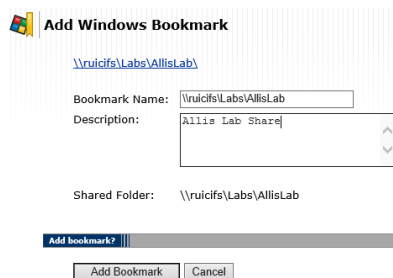 Add Windows Bookmark
\\ruicifs\Labs\AllisLab\
Bookmark Name: \\ruicifs\Labs\AllisLab
Description: Allis Lab Share
Shared Folder: \\ruicifs\Labs\AllisLab
Add bookmark?
Add Bookmark Cancel